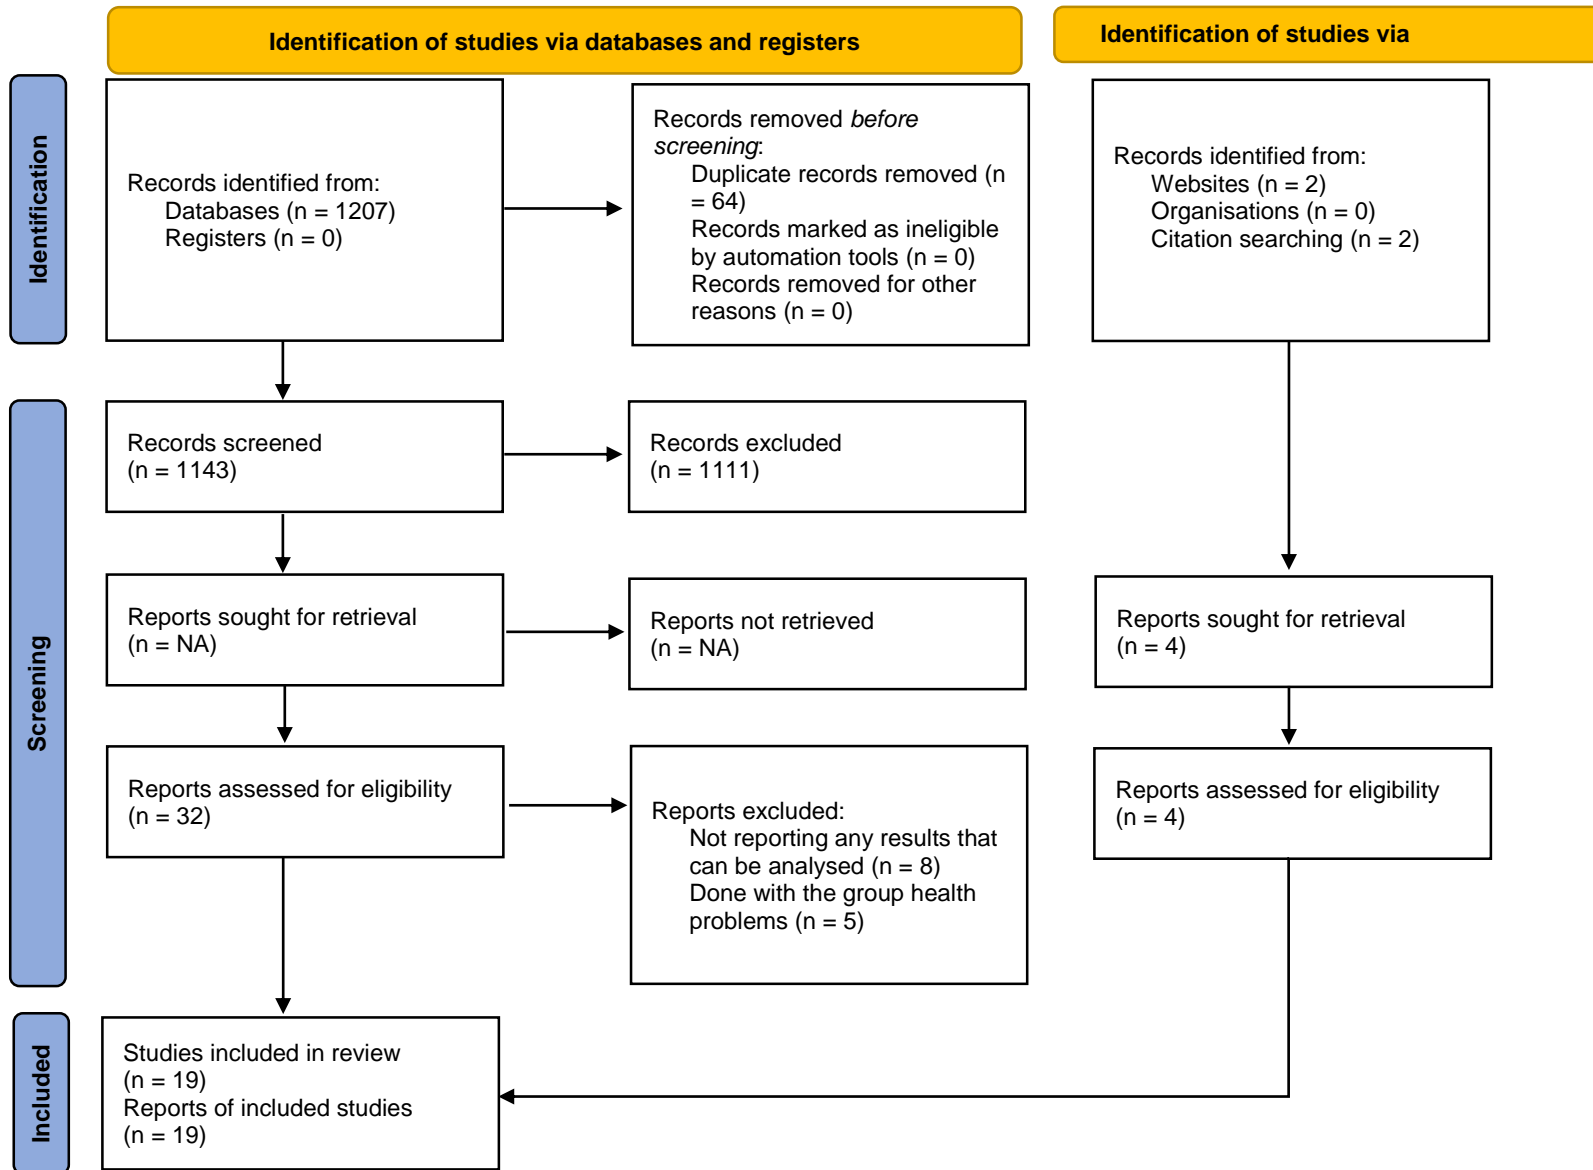 Identification of studies via databases and registers
Identification of studies via
Identification
Records identified from:
Databases (n = 1207)
Registers (n = 0)
Records removed before
screening:
Duplicate records removed (n
= 64)
Records marked as ineligible
by automation tools (n = 0)
Records removed for other
reasons (n = 0)
Records identified from:
Websites (n = 2)
Organisations (n = 0)
Citation searching (n = 2)
Screening
Records screened
(n = 1143)
Records excluded
(n = 1111)
Reports sought for retrieval
(n = NA)
Reports not retrieved
(n = NA)
Reports sought for retrieval
(n = 4)
Reports assessed for eligibility
(n = 32)
Reports excluded:
Not reporting any results that
can be analysed (n = 8)
Done with the group health
problems (n = 5)
Reports assessed for eligibility
(n = 4)
Included
Studies included in review
(n = 19)
Reports of included studies
(n = 19)